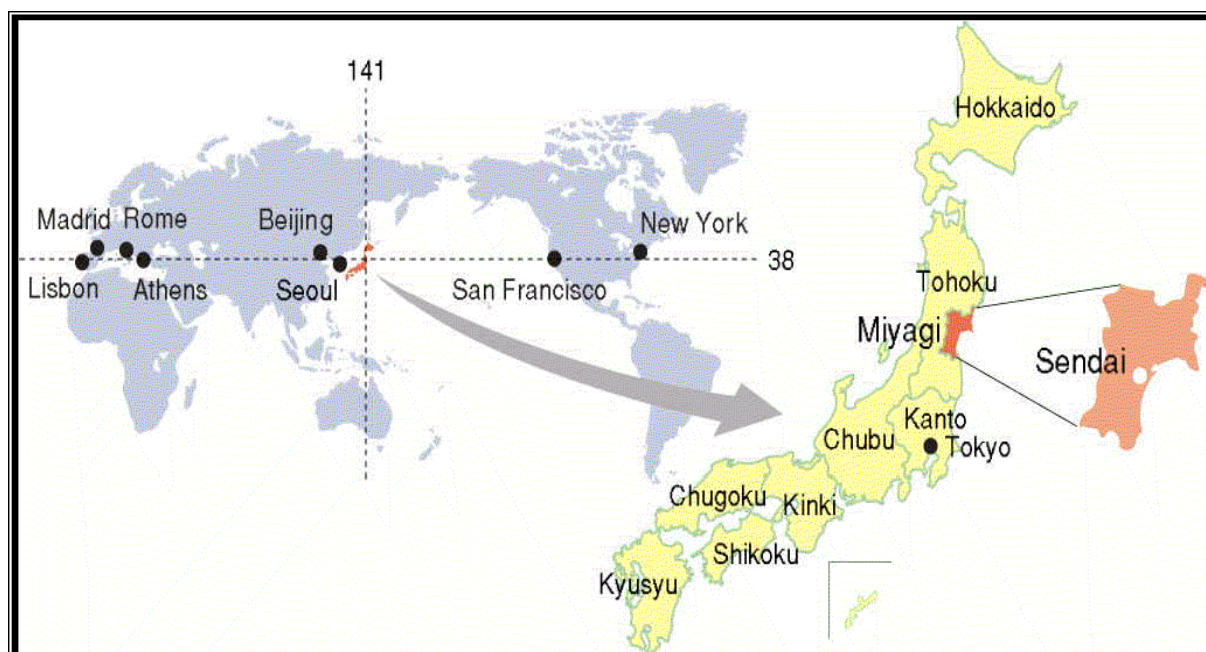 141
Hokkaido
Madrid
Rome
Beijing
New York
38
Lisbon
Athens
Seoul
San Francisco
Tohoku
Miyagi
Sendai
Kanto
Chubu
Tokyo
Chugoku
Kinki
Shikoku
Kyusyu